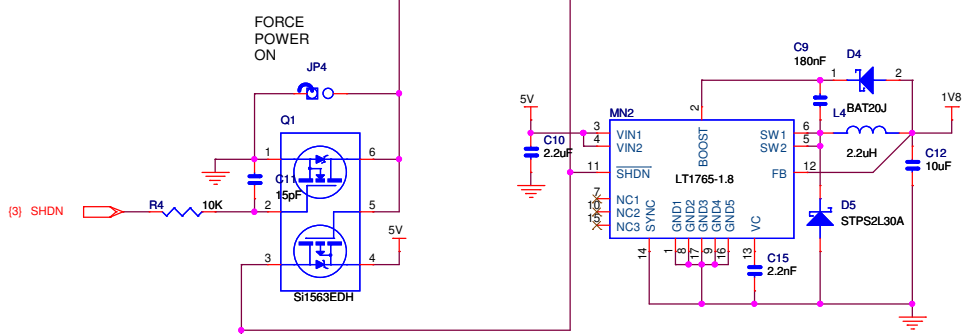 FORCE
POWER
ON
JP4
Q1
1
6
C11
15pF
{3} SHDN
R4
10K
2
5
5V
3
4
Si1563EDH
5V
C10
2.2uF
MN2
2
3
VIN1
4
VIN2
11
SHDN
BOOST
SW1
6
SW2
5
FB
12
LT1765-1.8
7
NC1
10
NC2
15
NC3
SYNC
GND1
GND2
GND3
GND4
GND5
VC
14
1
8
17
9
16
13
C15
2.2nF
C9
180nF
D4
1
2
BAT20J
L4
2.2uH
1V8
C12
10uF
D5
STPS2L30A